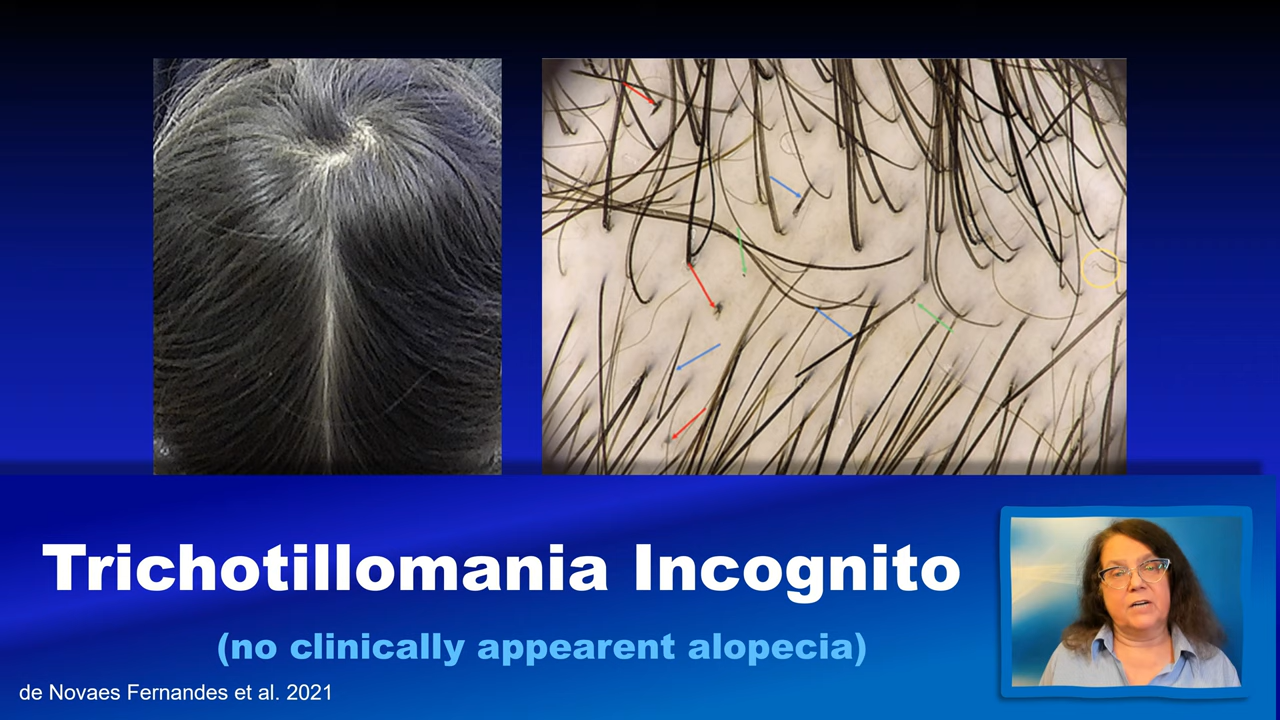 Trichotillomania Incognito
(no clinically appearent alopecia)
de Novaes Fernandes et al. 2021